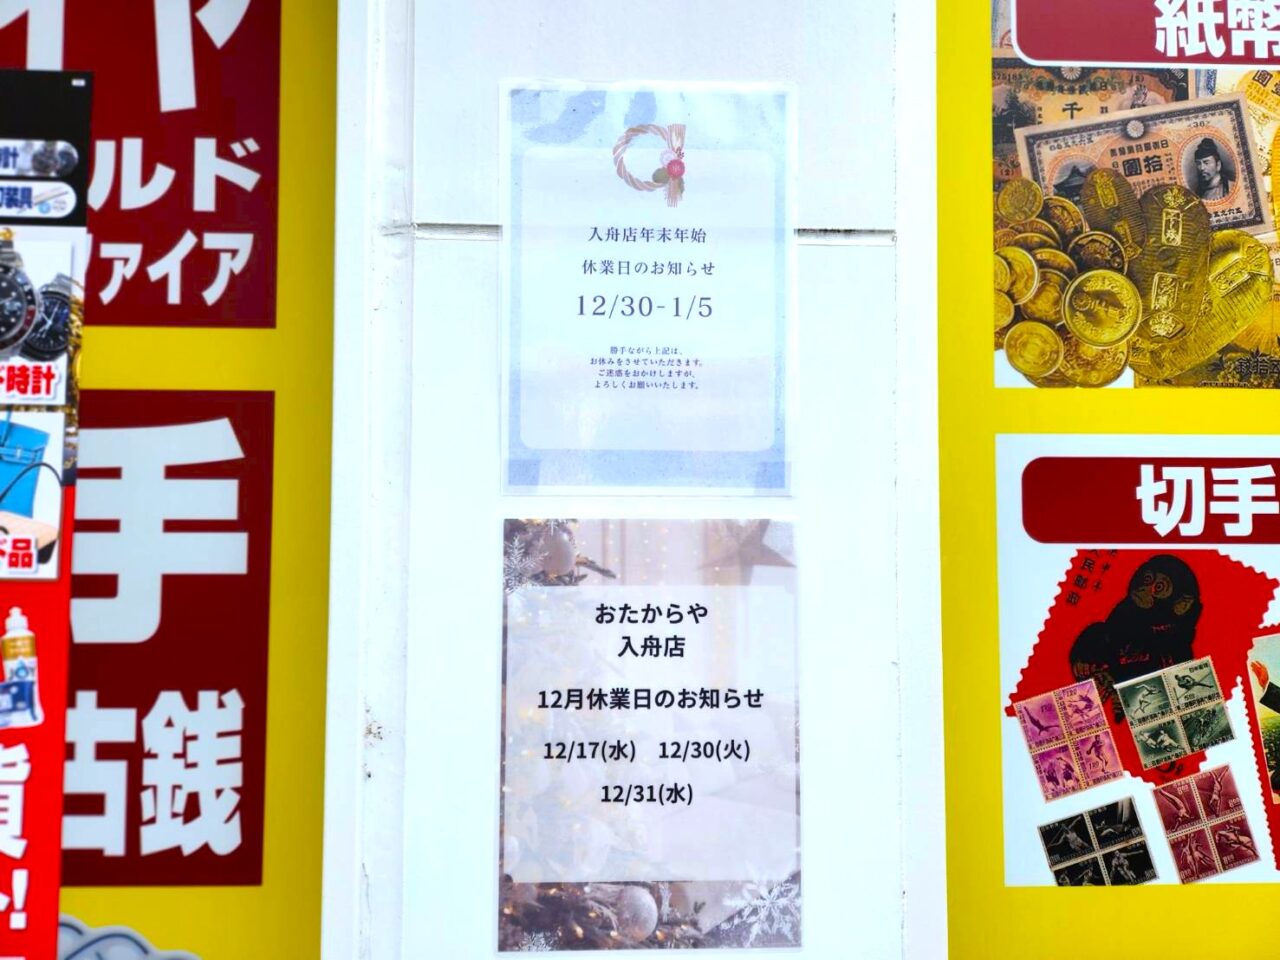 入舟店年末年始
休業日のお知らせ
12/30-1/5
勝手ながら上記は、
お休みをさせていただきます。
ご迷惑をおかけしますが、
よろしくお願いいたします。
おたからや
入舟店
12月休業日のお知らせ
12/17(水) 12/30(火)
12/31(水)
イヤ
ルド
ファイア
時計
品
JOY
手
古銭
紙幣
切手